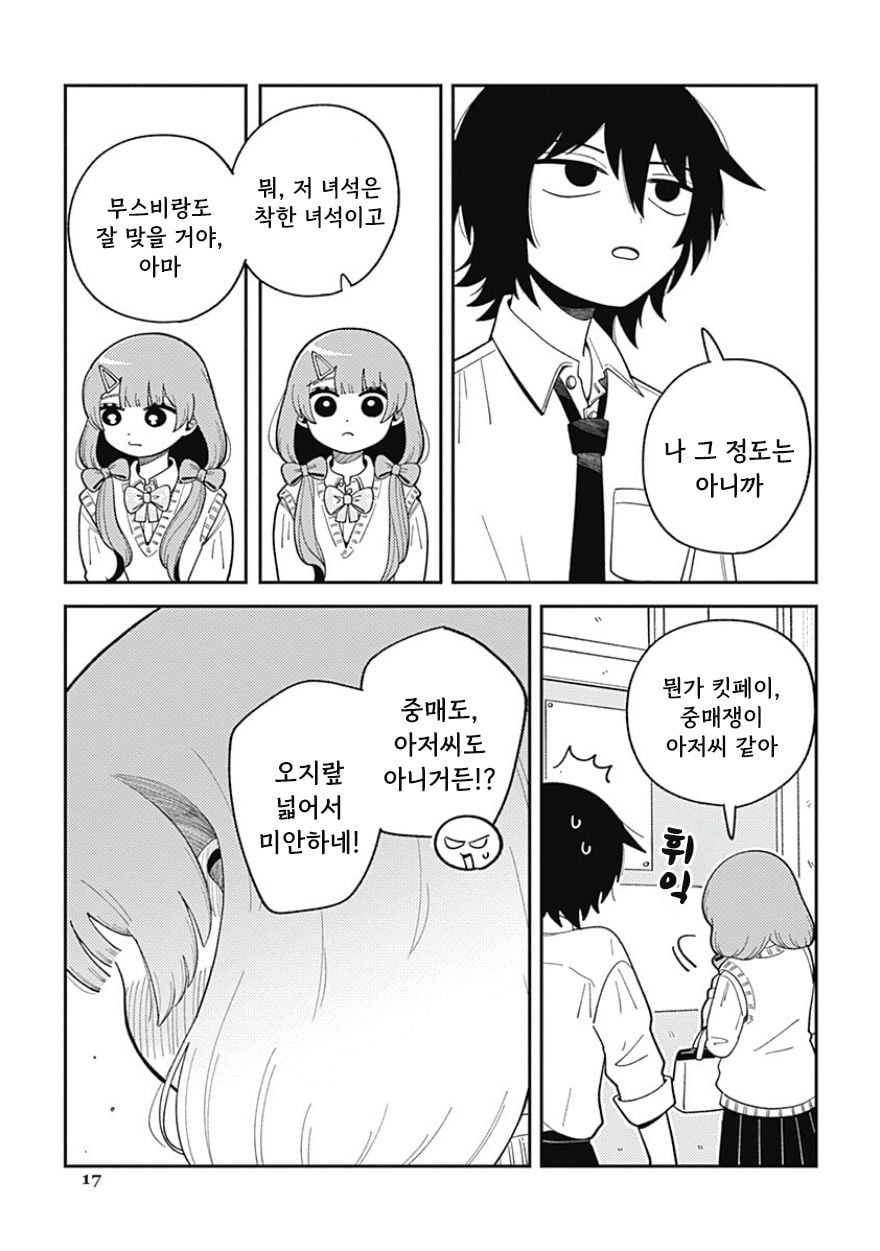 나 그 정도는
아니까
뭐, 저 녀석은
착한 녀석이고
무스비랑도
잘 맞을 거야,
아마
뭔가 킷페이,
중매쟁이
아저씨 같아
휘익
중매도,
아저씨도
아니거든!?
오지랖
넓어서
미안하네!
17